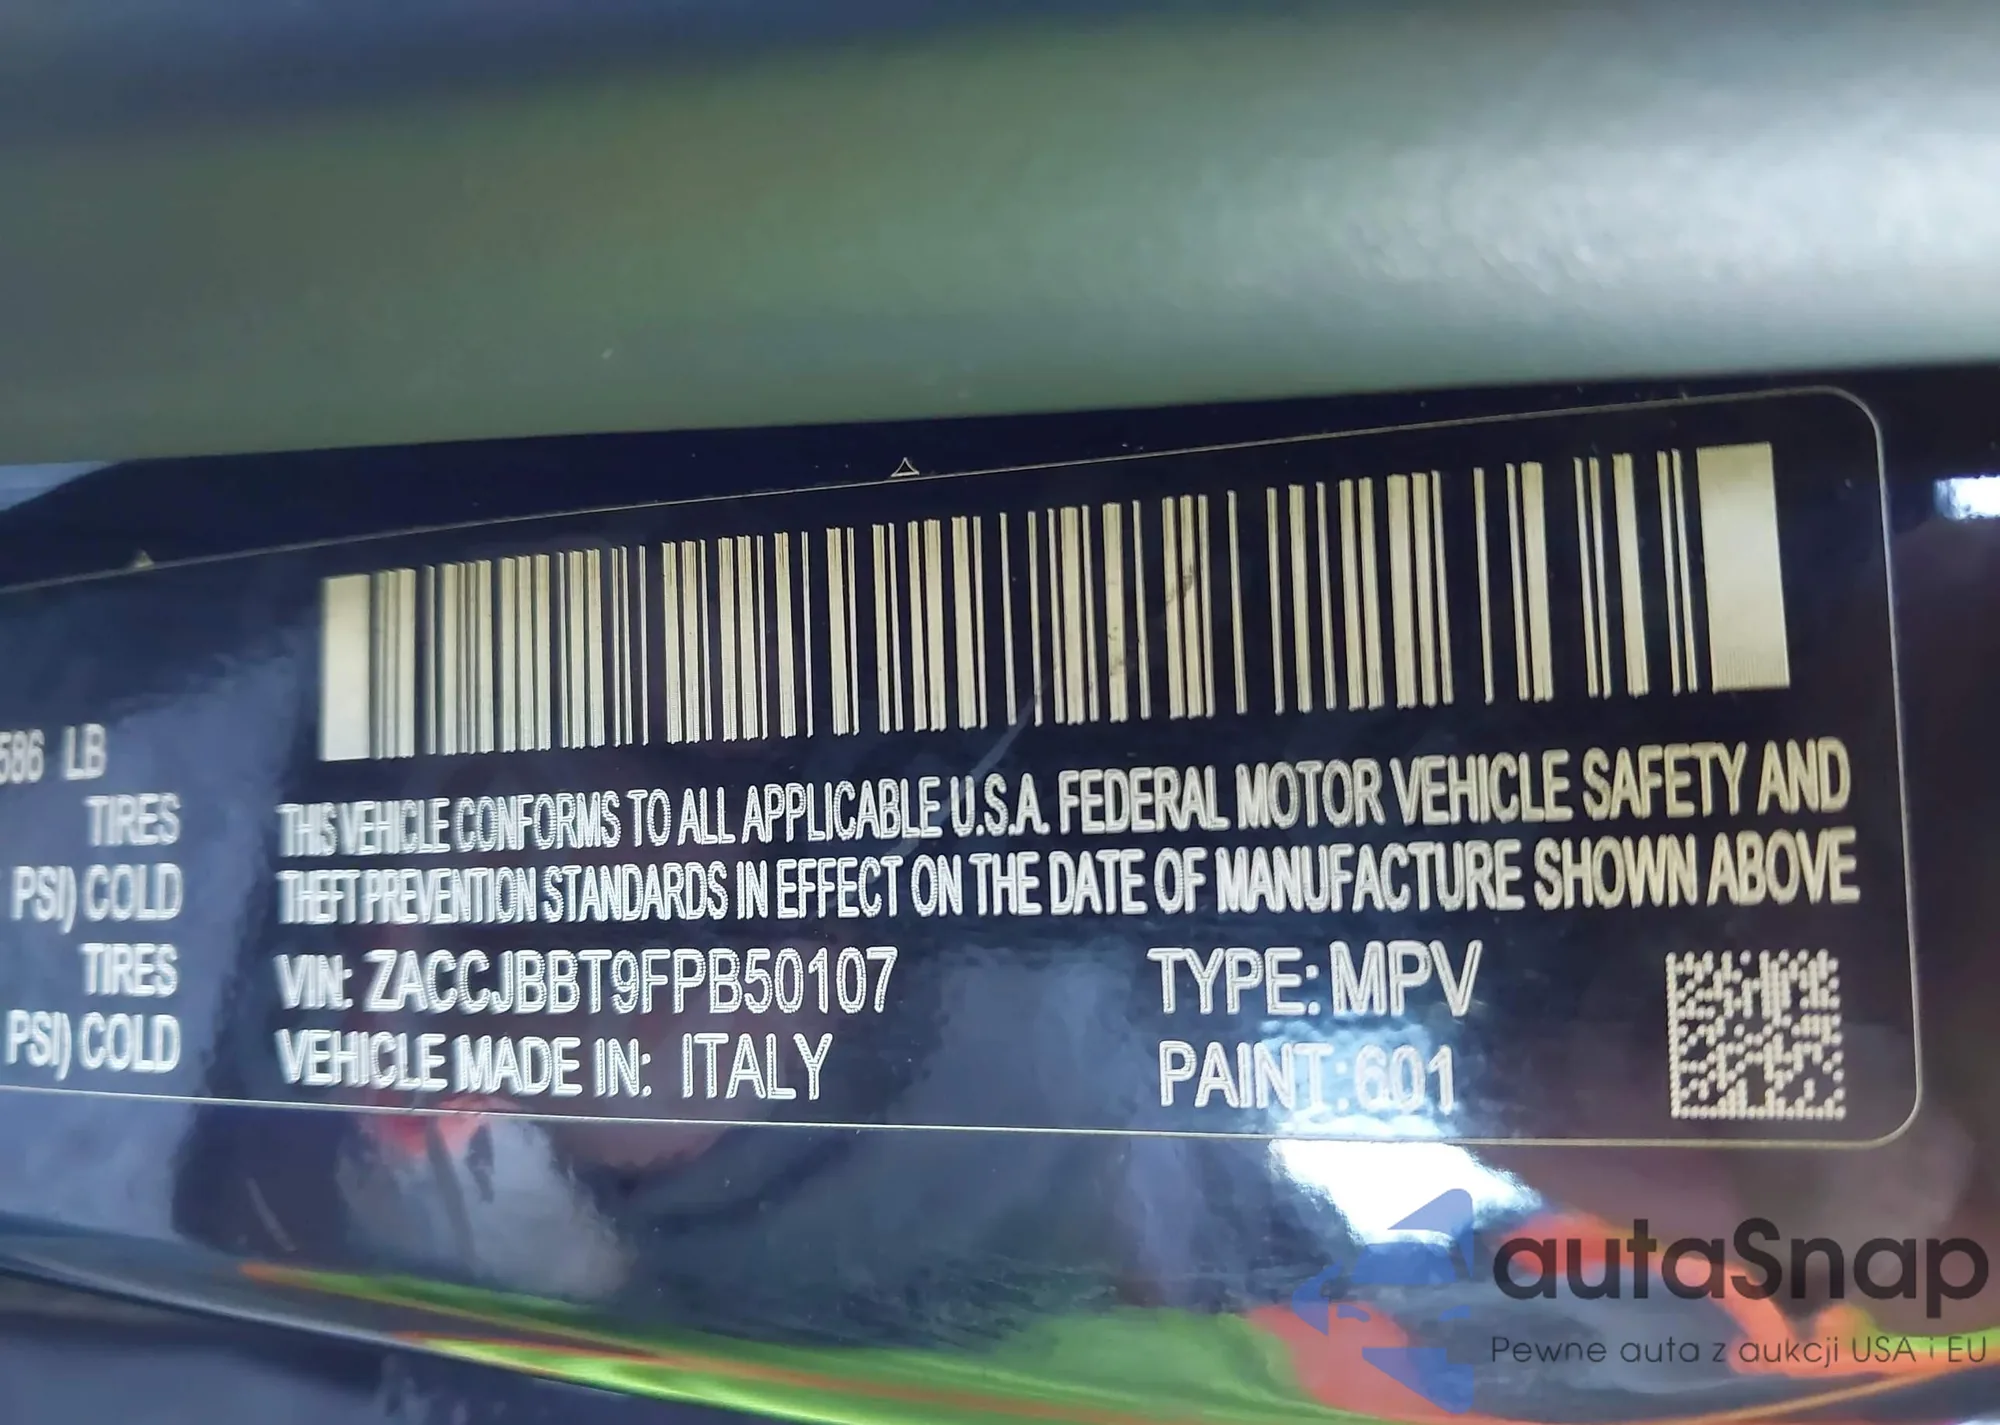 586 LB
TIRES
PSI) COLD
TIRES
PSI) COLD
THIS VEHICLE CONFORMS TO ALL APPLICABLE U.S.A. FEDERAL MOTOR VEHICLE SAFETY AND
THEFT PREVENTION STANDARDS IN EFFECT ON THE DATE OF MANUFACTURE SHOWN ABOVE
VIN: ZACCJBBT9FPB50107
TYPE: MPV
VEHICLE MADE IN: ITALY
PAINT: 601
autaSnap
Pewne auta z aukcji USA i EU